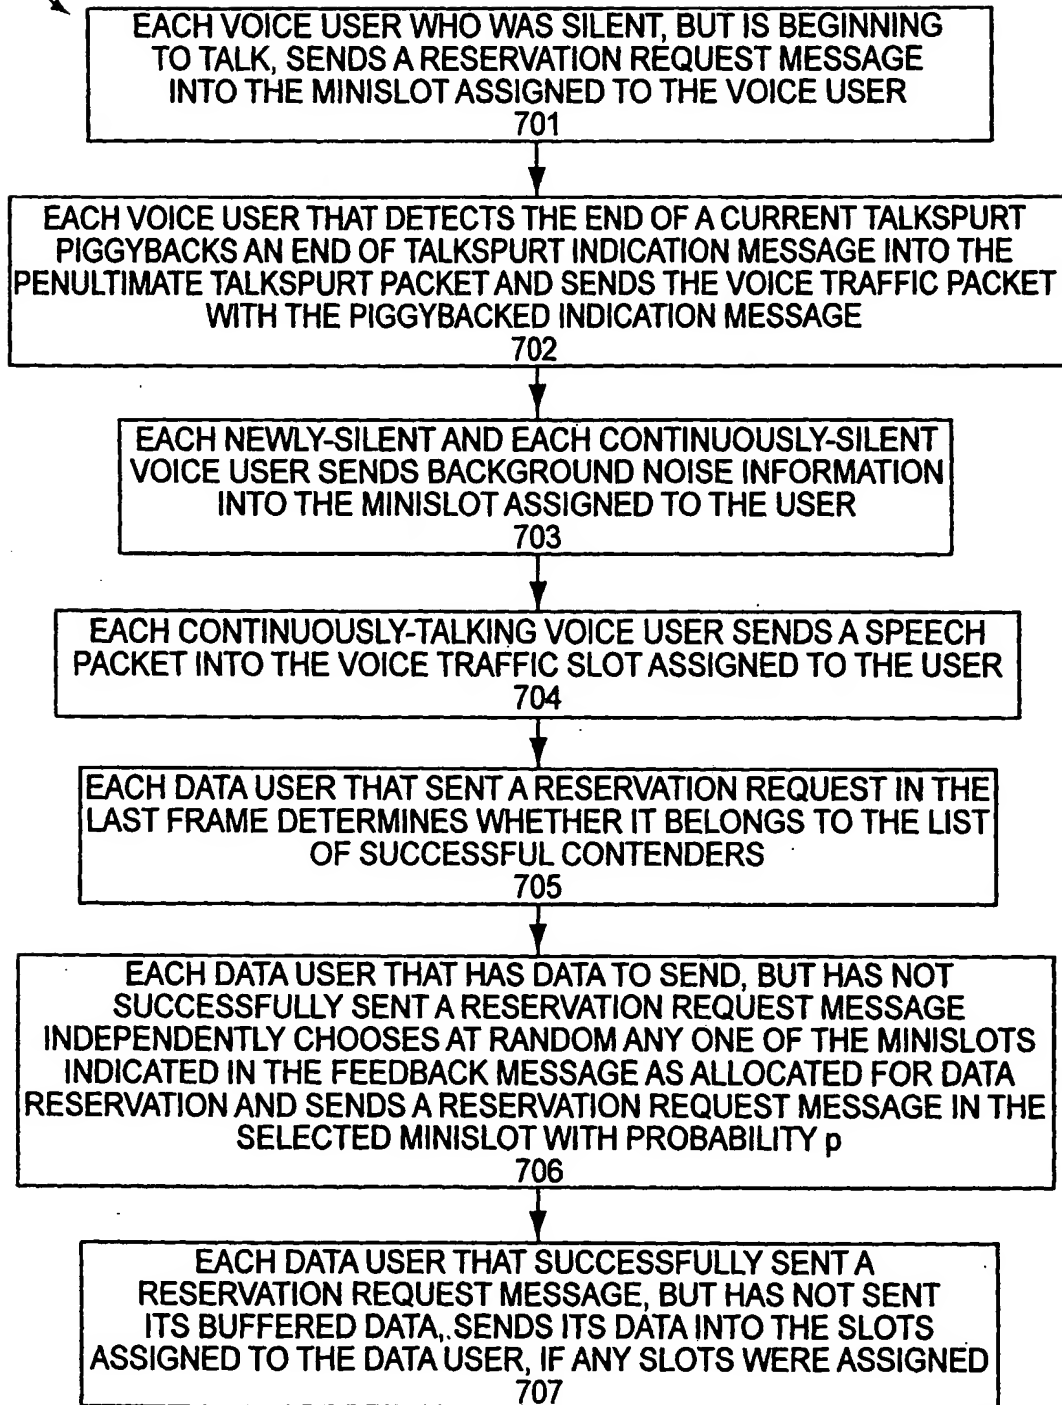 EACH VOICE USER WHO WAS SILENT, BUT IS BEGINNING
TO TALK, SENDS A RESERVATION REQUEST MESSAGE
INTO THE MINISLOT ASSIGNED TO THE VOICE USER
701
EACH VOICE USER THAT DETECTS THE END OF A CURRENT TALKSPURT
PIGGYBACKS AN END OF TALKSPURT INDICATION MESSAGE INTO THE
PENULTIMATE TALKSPURT PACKET AND SENDS THE VOICE TRAFFIC PACKET
WITH THE PIGGYBACKED INDICATION MESSAGE
702
EACH NEWLY-SILENT AND EACH CONTINUOUSLY-SILENT
VOICE USER SENDS BACKGROUND NOISE INFORMATION
INTO THE MINISLOT ASSIGNED TO THE USER
703
EACH CONTINUOUSLY-TALKING VOICE USER SENDS A SPEECH
PACKET INTO THE VOICE TRAFFIC SLOT ASSIGNED TO THE USER
704
EACH DATA USER THAT SENT A RESERVATION REQUEST IN THE
LAST FRAME DETERMINES WHETHER IT BELONGS TO THE LIST
OF SUCCESSFUL CONTENDERS
705
EACH DATA USER THAT HAS DATA TO SEND, BUT HAS NOT
SUCCESSFULLY SENT A RESERVATION REQUEST MESSAGE
INDEPENDENTLY CHOOSES AT RANDOM ANY ONE OF THE MINISLOTS
INDICATED IN THE FEEDBACK MESSAGE AS ALLOCATED FOR DATA
RESERVATION AND SENDS A RESERVATION REQUEST MESSAGE IN THE
SELECTED MINISLOT WITH PROBABILITY p
706
EACH DATA USER THAT SUCCESSFULLY SENT A
RESERVATION REQUEST MESSAGE, BUT HAS NOT SENT
ITS BUFFERED DATA, SENDS ITS DATA INTO THE SLOTS
ASSIGNED TO THE DATA USER, IF ANY SLOTS WERE ASSIGNED
707